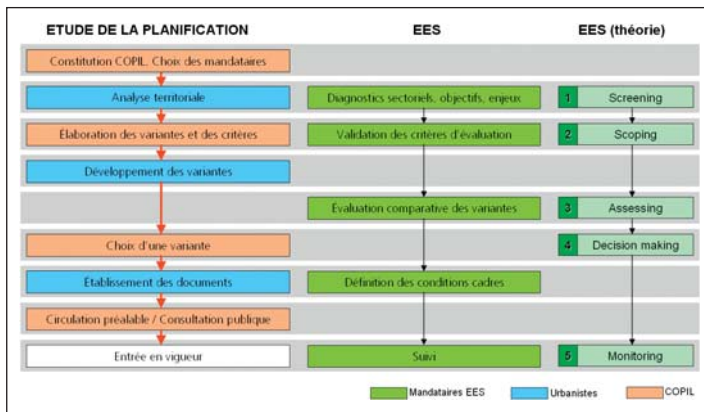 ETUDE DE LA PLANIFICATION EES EES (théorie)
Constitution COPIL. Choix des mandataires
Analyse territoriale Diagnostics sectoriels, objectifs, enjeux 1 Screening
Élaboration des variantes et des critères Validation des critères d'évaluation 2 Scoping
Développement des variantes
Evaluation comparative des variantes 3 Assessing
Choix d'une variante 4 Decision making
Établissement des documents Définition des conditions cadres
Circulation préalable / Consultation publique
Entrée en vigueur Suivi 5 Monitoring
Mandataires EES Urbanistes COPIL